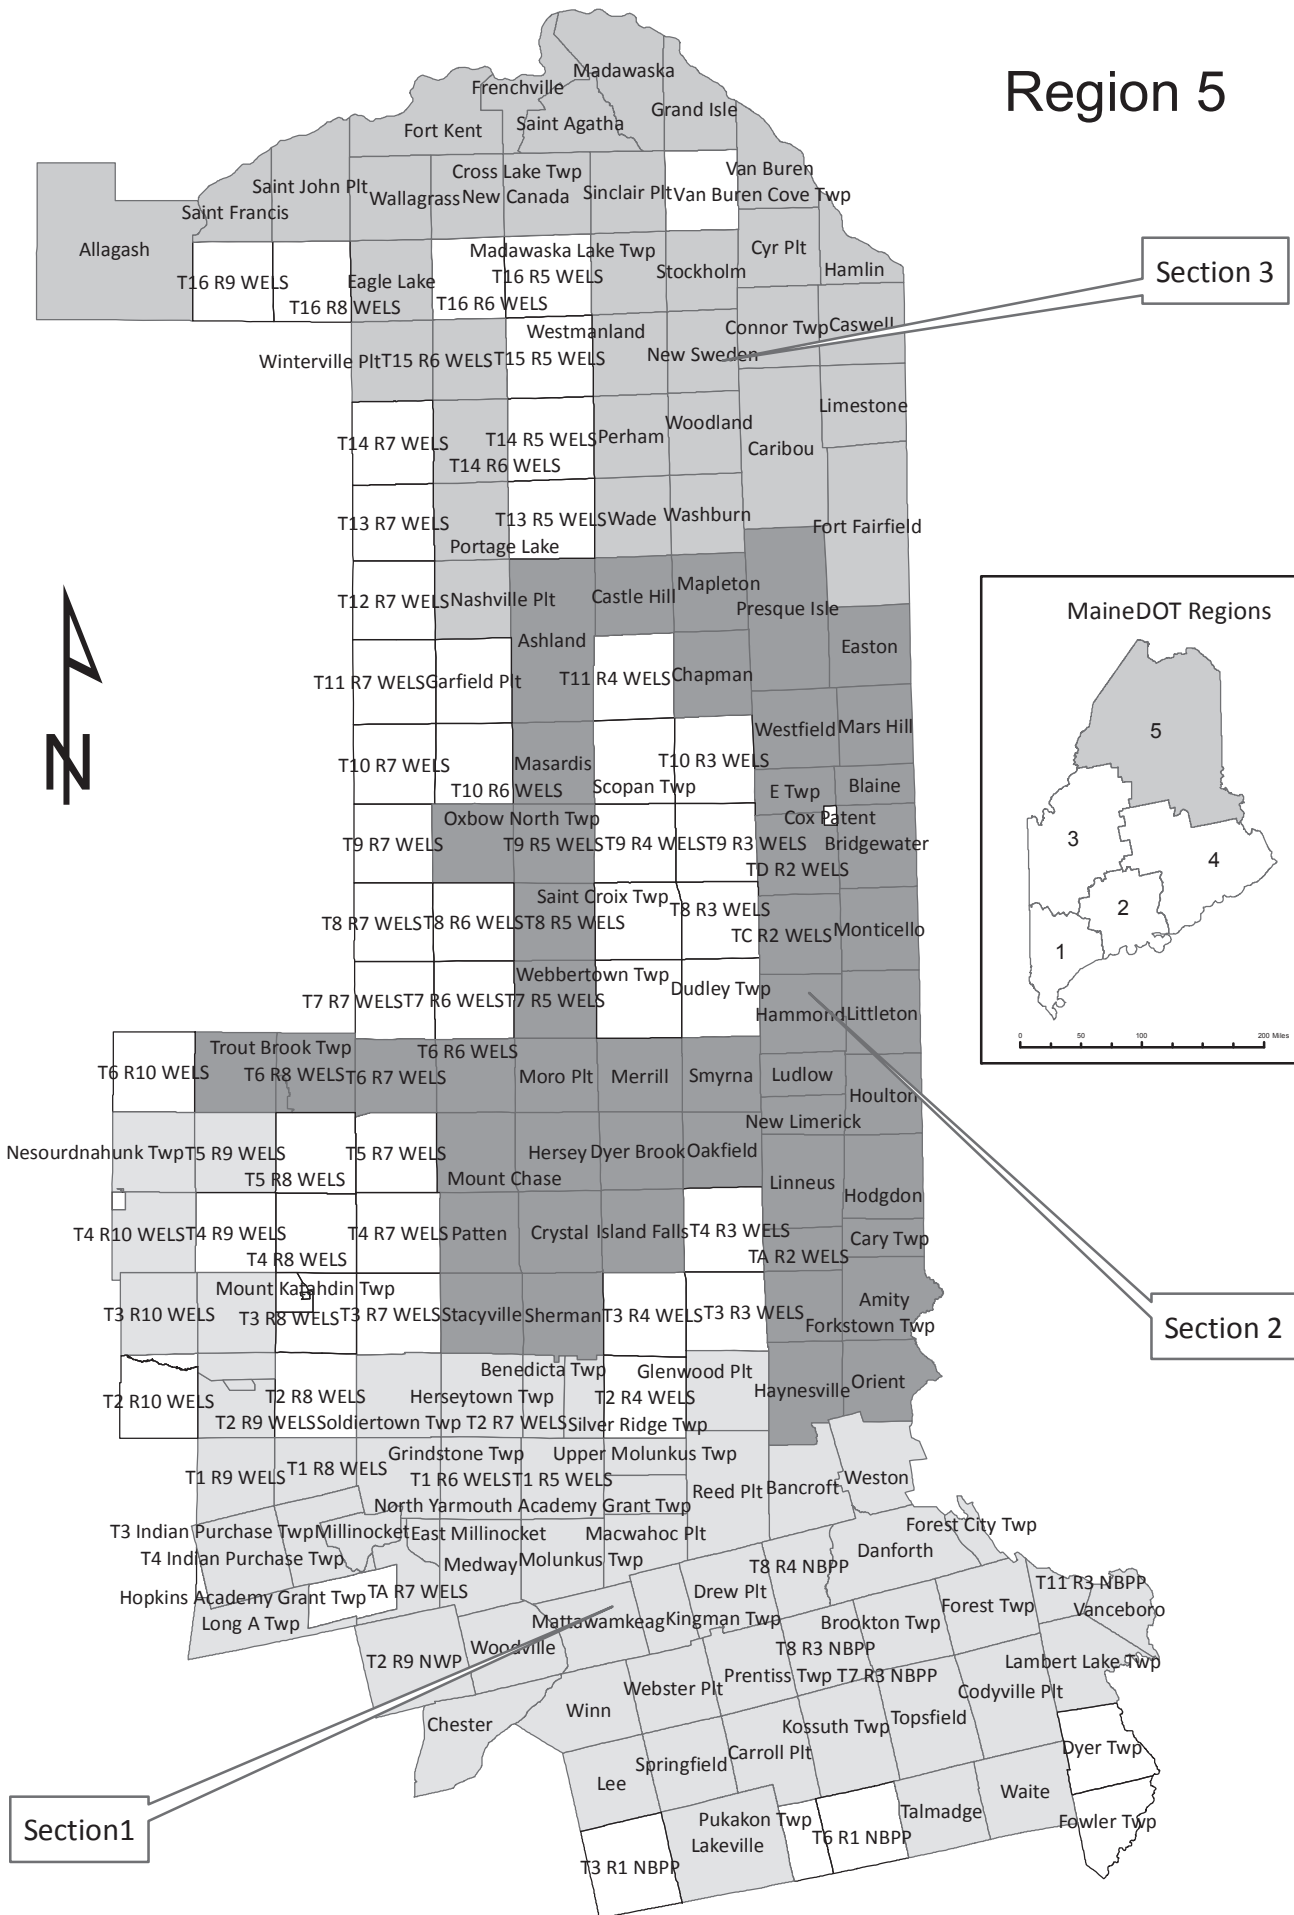 Region 5
Madawaska
Frenchville
Grand Isle
Saint Agatha
Fort Kent
Van Buren
Cross Lake Twp
Saint John Plt
Wallagrass
New Canada
Sinclair Plt
Van Buren Cove Twp
Saint Francis
Allagash
Cyr Plt
Madawaska Lake Twp
Hamlin
T16 R9 WELS
Eagle Lake
T16 R5 WELS
Stockholm
T16 R8 WELS
T16 R6 WELS
Section 3
Westmanland
Connor Twp
Caswell
Winterville Plt
T15 R6 WELS
T15 R5 WELS
New Sweden
Limestone
Woodland
T14 R7 WELS
T14 R5 WELS
Perham
Caribou
T14 R6 WELS
T13 R7 WELS
T13 R5 WELS
Wade
Washburn
Fort Fairfield
Portage Lake
Mapleton
T12 R7 WELS
Nashville Plt
Castle Hill
Presque Isle
Ashland
Easton
T11 R7 WELS
Garfield Plt
T11 R4 WELS
Chapman
Westfield
Mars Hill
T10 R7 WELS
Masardis
T10 R3 WELS
T10 R6 WELS
Scopan Twp
E Twp
Blaine
Oxbow North Twp
Cox Patent
T9 R7 WELS
T9 R5 WELS
T9 R4 WELS
T9 R3 WELS
Bridgewater
TD R2 WELS
Saint Croix Twp
T8 R7 WELS
T8 R6 WELS
T8 R5 WELS
T8 R3 WELS
TC R2 WELS
Monticello
Webbertown Twp
T7 R7 WELS
T7 R6 WELS
T7 R5 WELS
Dudley Twp
Hammond
Littleton
Trout Brook Twp
T6 R6 WELS
T6 R10 WELS
T6 R8 WELS
T6 R7 WELS
Moro Plt
Merrill
Smyrna
Ludlow
Houlton
New Limerick
Nesourdnahunk Twp
T5 R9 WELS
T5 R7 WELS
Hersey
Dyer Brook
Oakfield
T5 R8 WELS
Mount Chase
Linneus
Hodgdon
T4 R10 WELS
T4 R9 WELS
T4 R7 WELS
Patten
Crystal
Island Falls
T4 R3 WELS
Cary Twp
T4 R8 WELS
TA R2 WELS
Mount Katahdin Twp
T3 R10 WELS
T3 R8 WELS
T3 R7 WELS
Stacyville
Sherman
T3 R4 WELS
T3 R3 WELS
Amity
Forkstown Twp
Section 2
Benedicta Twp
Glenwood Plt
Orient
T2 R10 WELS
T2 R8 WELS
Herseytown Twp
T2 R4 WELS
Haynesville
T2 R9 WELS
Soldiertown Twp T2 R7 WELS
Silver Ridge Twp
Grindstone Twp
Upper Molunkus Twp
T1 R9 WELS
T1 R8 WELS
T1 R6 WELS
T1 R5 WELS
Reed Plt
Bancroft
Weston
North Yarmouth Academy Grant Twp
T3 Indian Purchase Twp
Millinocket
East Millinocket
Macwahoc Plt
Forest City Twp
T4 Indian Purchase Twp
Medway
Molunkus Twp
T8 R4 NBPP
Danforth
Hopkins Academy Grant Twp
TA R7 WELS
Drew Plt
T11 R3 NBPP
Long A Twp
Mattawamkeag
Kingman Twp
Brookton Twp
Forest Twp
Vanceboro
T2 R9 NWP
Woodville
T8 R3 NBPP
Webster Plt
Prentiss Twp
T7 R3 NBPP
Lambert Lake Twp
Codyville Plt
Chester
Winn
Kossuth Twp
Topsfield
Carroll Plt
Dyer Twp
Lee
Springfield
Waite
Section1
Pukakon Twp
Talmadge
Fowler Twp
Lakeville
T6 R1 NBPP
T3 R1 NBPP
N
MaineDOT Regions
5
3
4
2
1
0 50 100 200 Miles